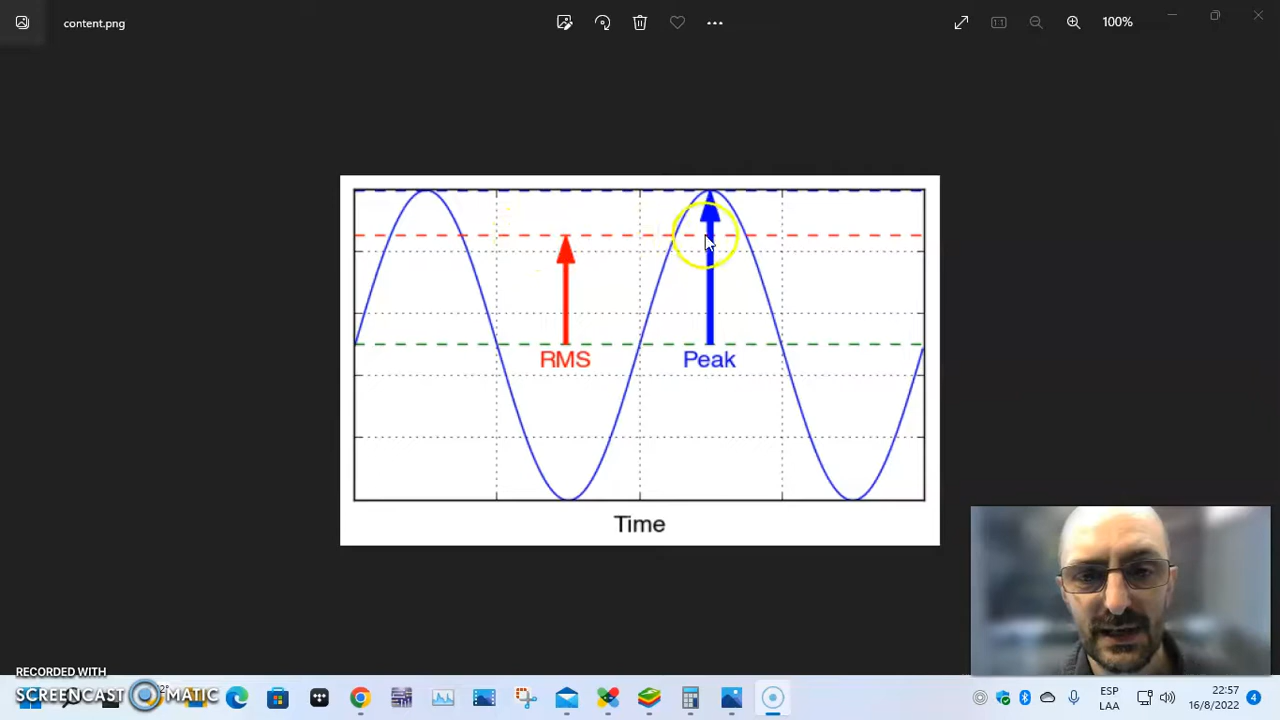 content.png
100%
RMS
Peak
Time
RECORDED WITH
SCREENCAST MATIC
ESP
LAA
22:57
16/8/2022
4